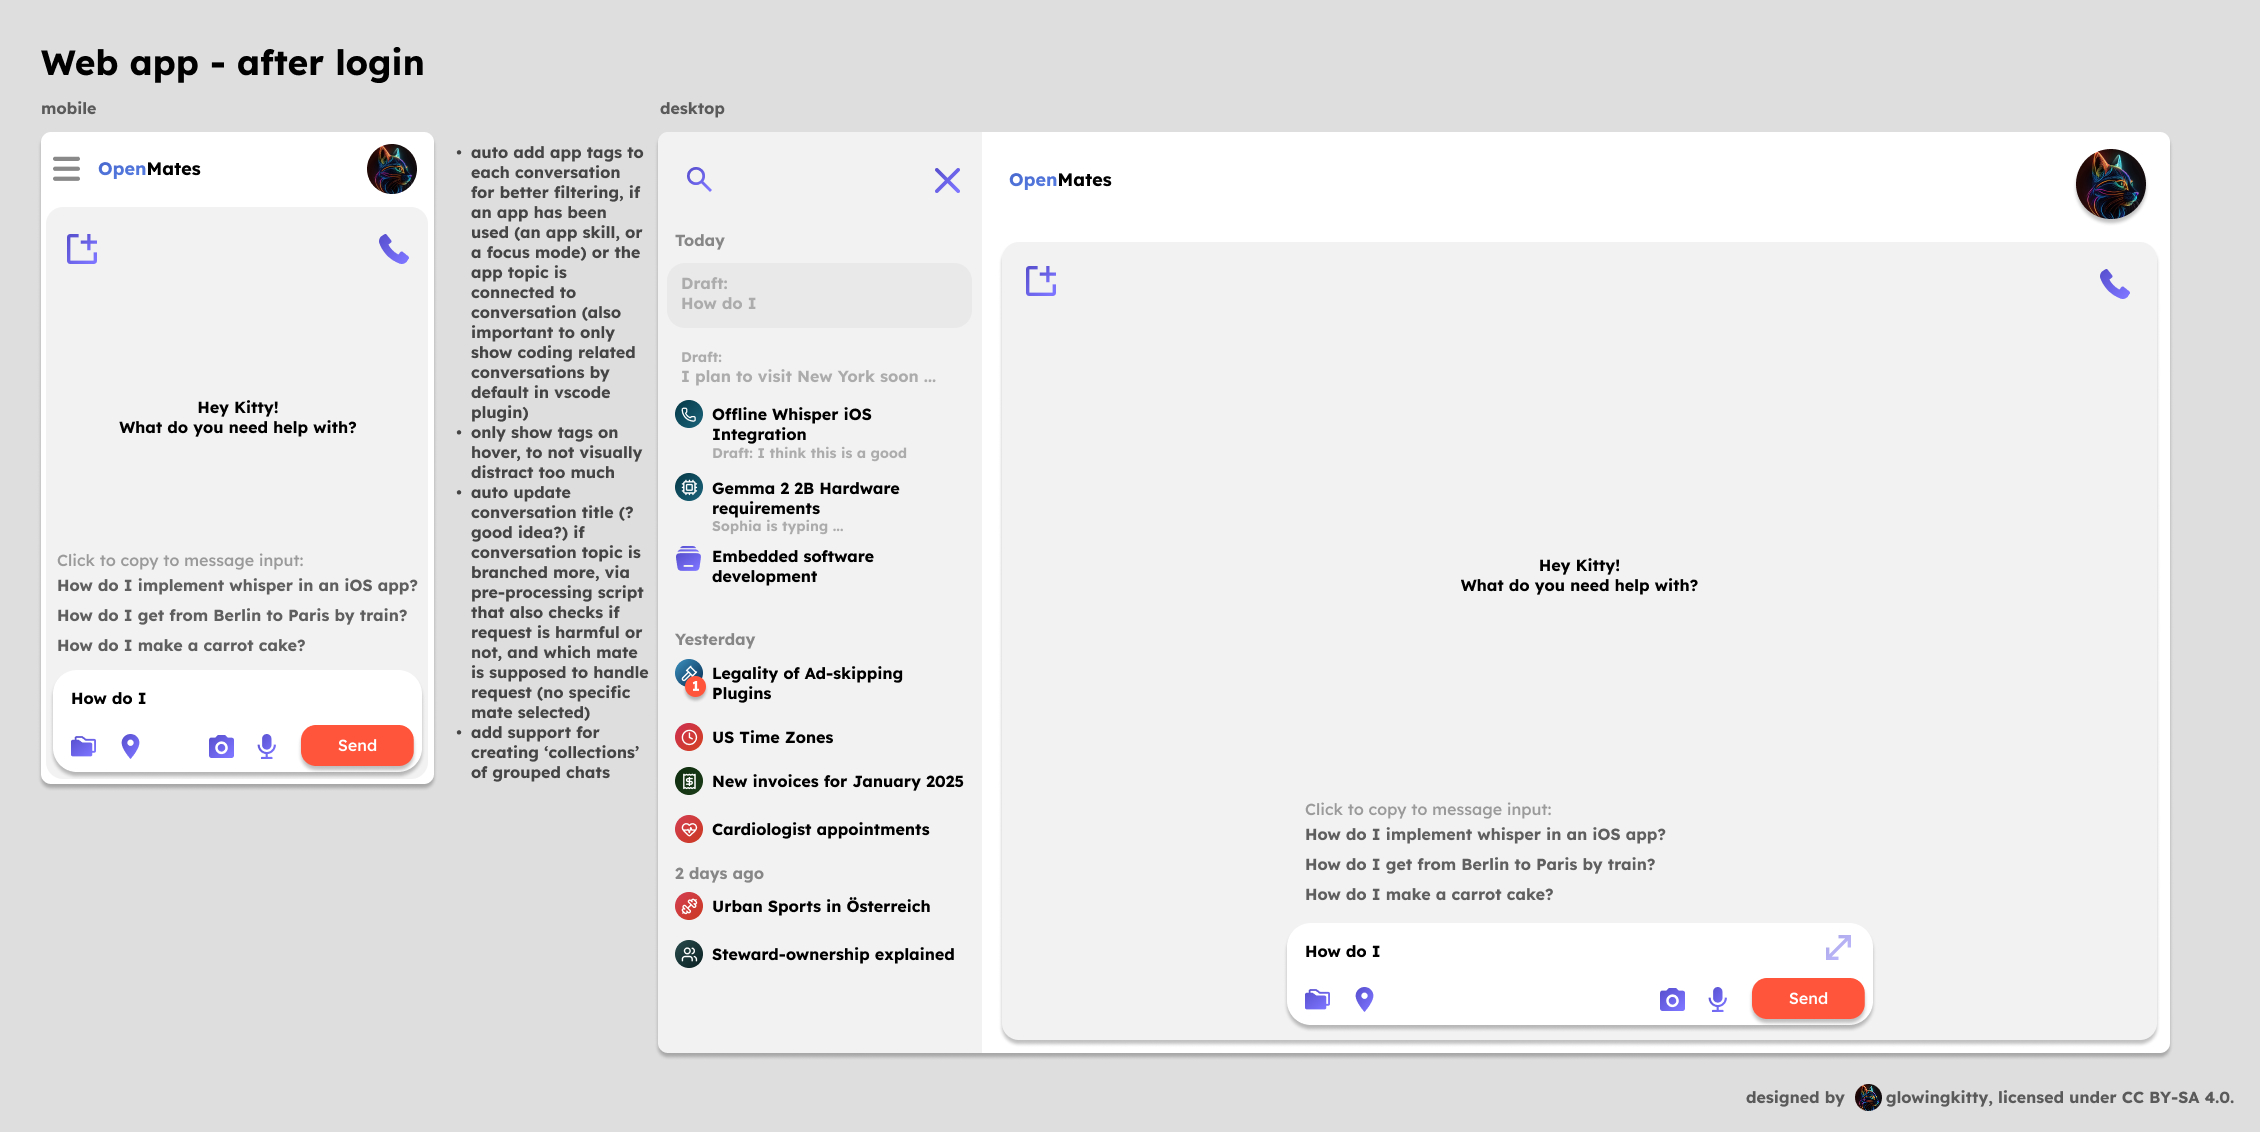 Web app - after login
mobile
OpenMates
Hey Kitty!
What do you need help with?
Click to copy to message input:
How do I implement whisper in an iOS app?
How do I get from Berlin to Paris by train?
How do I make a carrot cake?
How do I
Send
• auto add app tags to
each conversation
for better filtering, if
an app has been
used (an app skill, or
a focus mode) or the
app topic is
connected to
conversation (also
important to only
show coding related
conversations by
default in vscode
plugin)
• only show tags on
hover, to not visually
distract too much
• auto update
conversation title (?
good idea?) if
conversation topic is
branched more, via
pre-processing script
that also checks if
request is harmful or
not, and which mate
is supposed to handle
request (no specific
mate selected)
• add support for
creating ‘collections’
of grouped chats
desktop
Today
Draft:
How do I
Draft:
I plan to visit New York soon ...
Offline Whisper iOS
Integration
Draft: I think this is a good
Gemma 2 2B Hardware
requirements
Sophia is typing ...
Embedded software
development
Yesterday
Legality of Ad-skipping
Plugins
1
US Time Zones
New invoices for January 2025
Cardiologist appointments
2 days ago
Urban Sports in Österreich
Steward-ownership explained
OpenMates
Hey Kitty!
What do you need help with?
Click to copy to message input:
How do I implement whisper in an iOS app?
How do I get from Berlin to Paris by train?
How do I make a carrot cake?
How do I
Send
designed by glowingkitty, licensed under CC BY-SA 4.0.